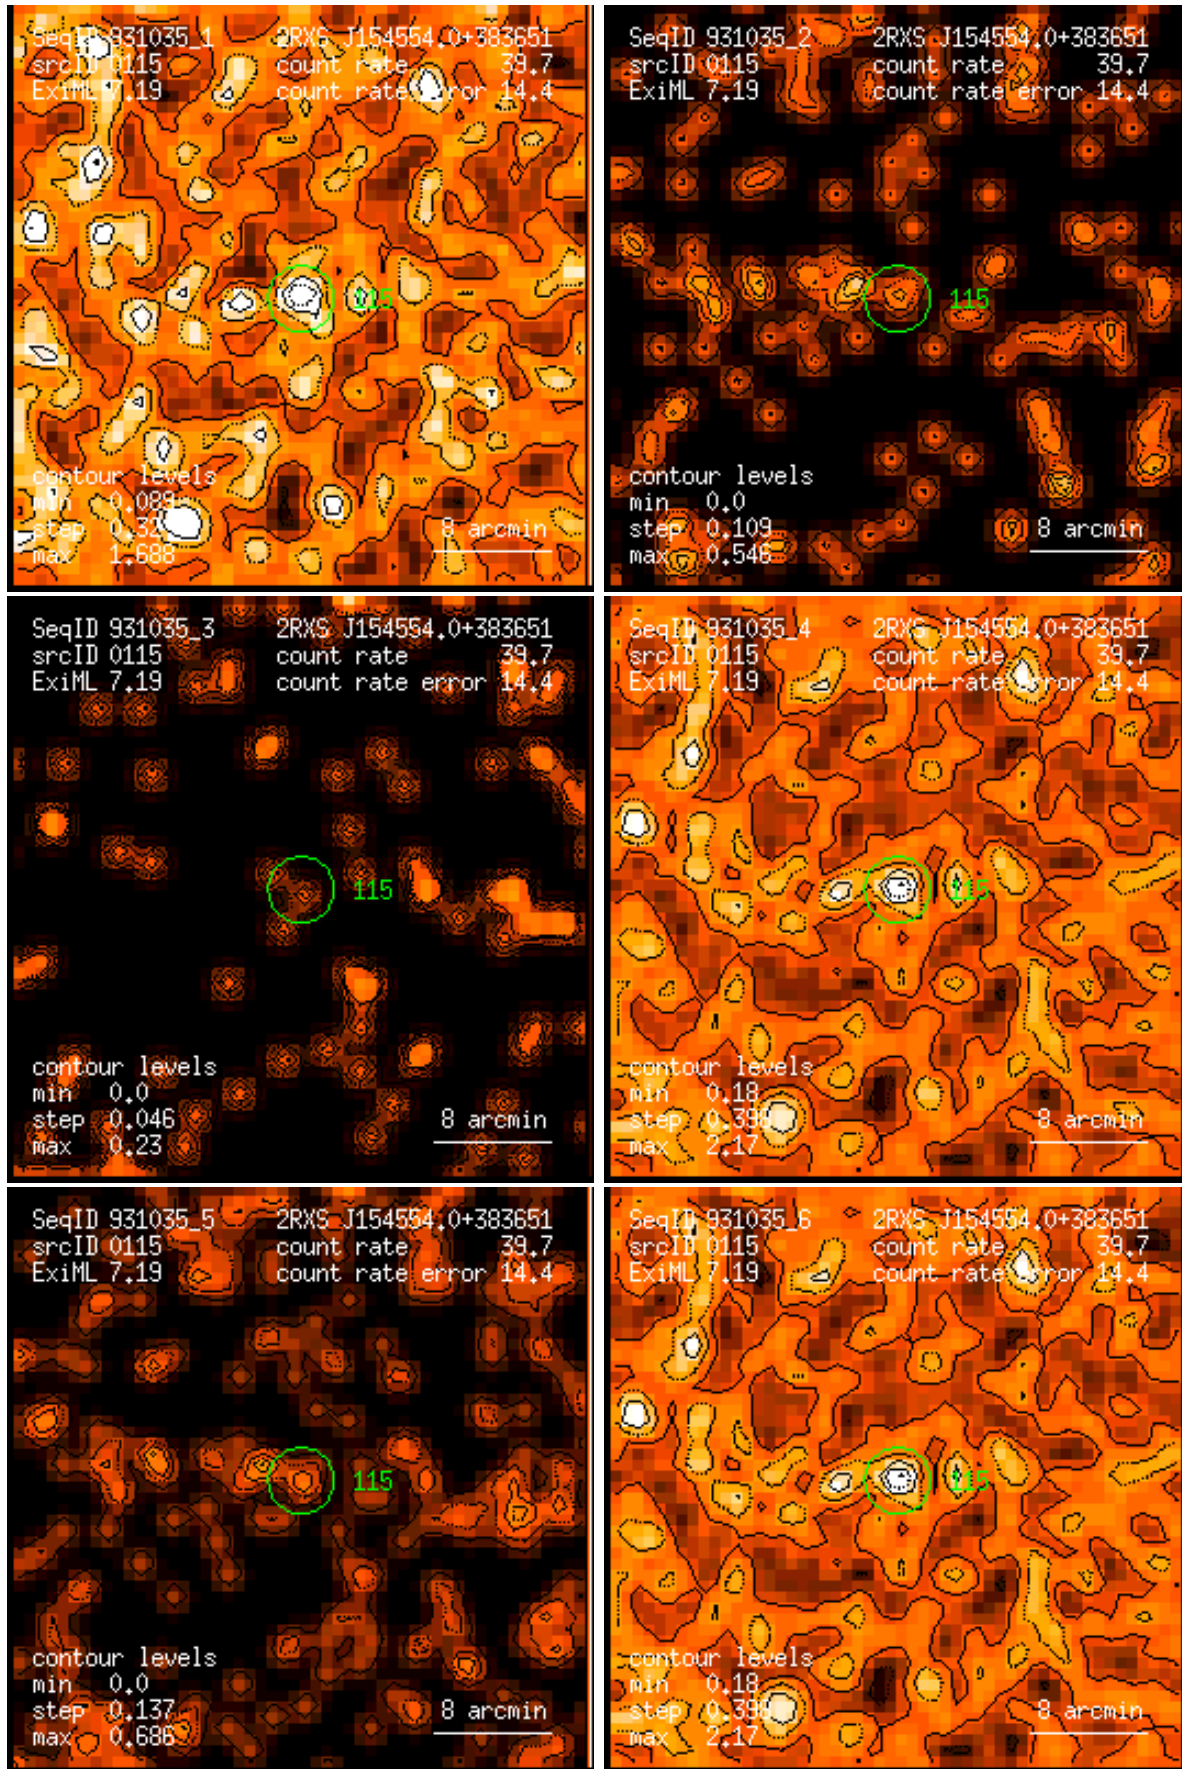 SeqID 931035_1 2RXS J154554.0+383651
srcID 0115 count rate 39.7
ExiML 7.19 count rate error 14.4
115
contour levels
min 0.089
step 0.32
max 1.688
8 arcmin
SeqID 931035_2 2RXS J154554.0+383651
srcID 0115 count rate 39.7
ExiML 7.19 count rate error 14.4
115
contour levels
min 0.0
step 0.109
max 0.546
8 arcmin
SeqID 931035_3 2RXS J154554.0+383651
srcID 0115 count rate 39.7
ExiML 7.19 count rate error 14.4
115
contour levels
min 0.0
step 0.046
max 0.23
8 arcmin
SeqID 931035_4 2RXS J154554.0+383651
srcID 0115 count rate 39.7
ExiML 7.19 count rate error 14.4
115
contour levels
min 0.18
step 0.398
max 2.17
8 arcmin
SeqID 931035_5 2RXS J154554.0+383651
srcID 0115 count rate 39.7
ExiML 7.19 count rate error 14.4
115
contour levels
min 0.0
step 0.137
max 0.686
8 arcmin
SeqID 931035_6 2RXS J154554.0+383651
srcID 0115 count rate 39.7
ExiML 7.19 count rate error 14.4
115
contour levels
min 0.18
step 0.398
max 2.17
8 arcmin